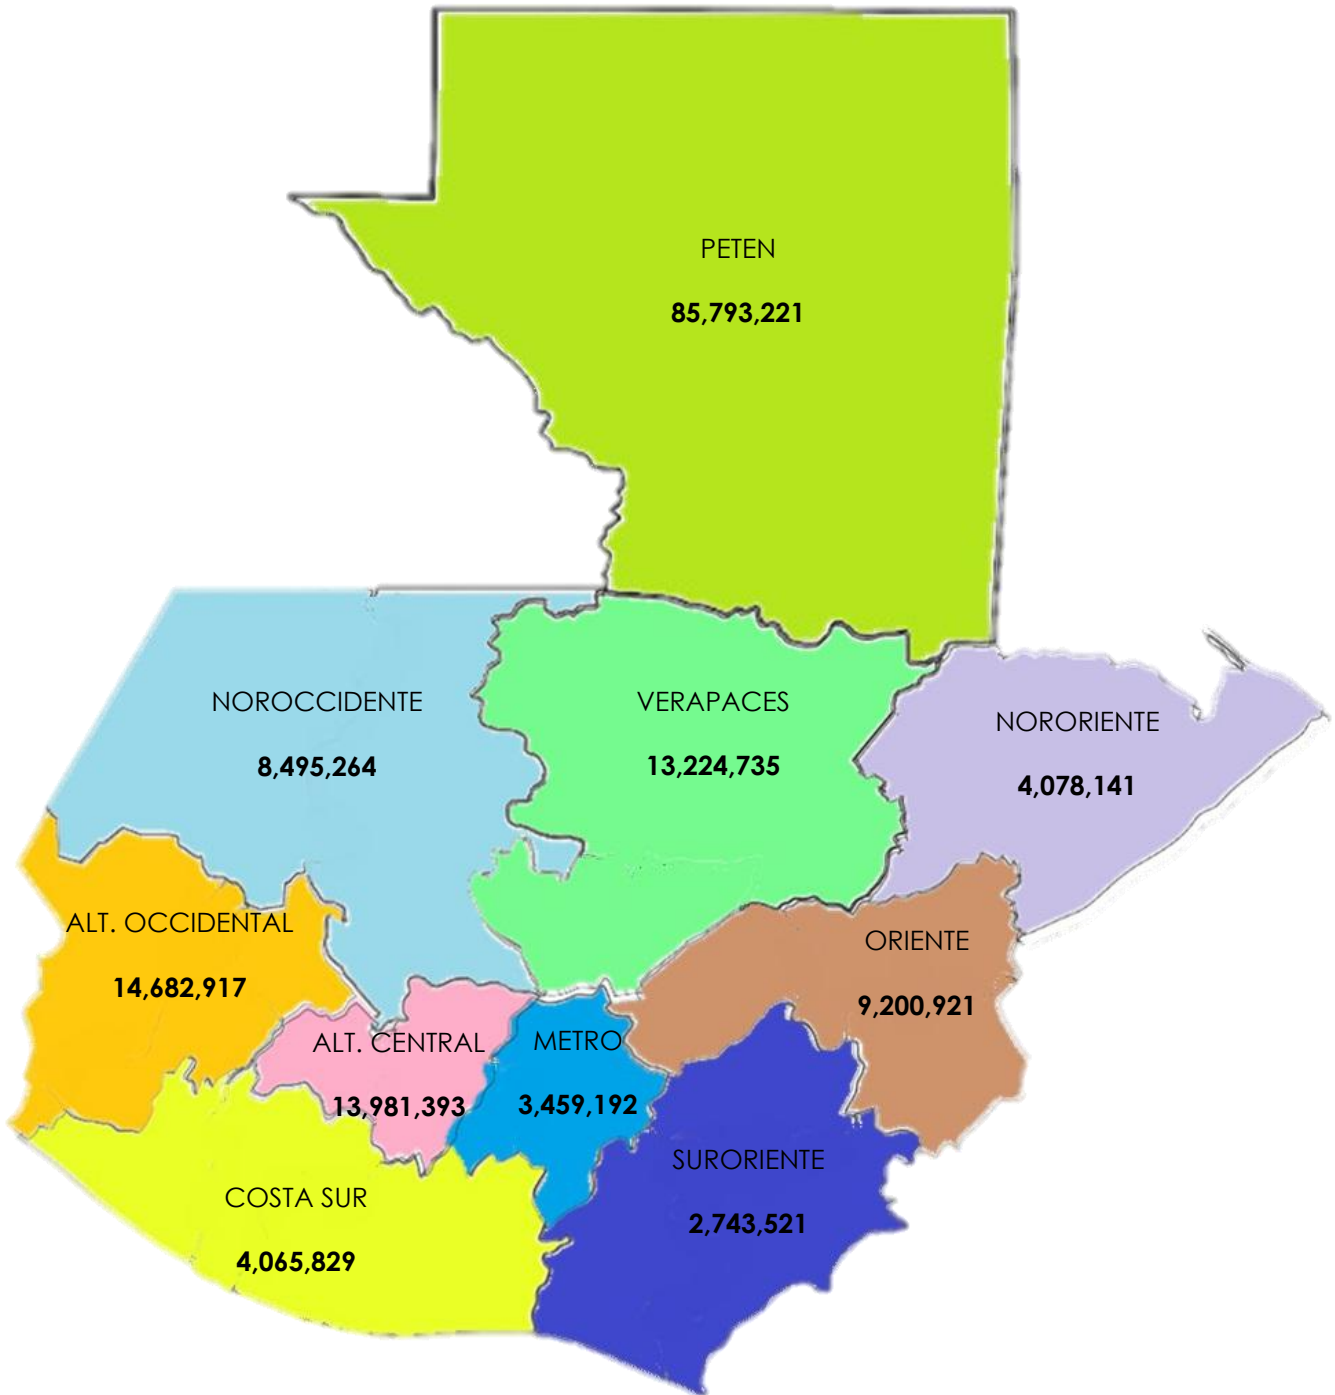 PETEN
85,793,221
NOROCCIDENTE
8,495,264
VERAPACES
13,224,735
NORORIENTE
4,078,141
ALT. OCCIDENTAL
14,682,917
ORIENTE
9,200,921
ALT. CENTRAL
13,981,393
METRO
3,459,192
SURORIENTE
2,743,521
COSTA SUR
4,065,829